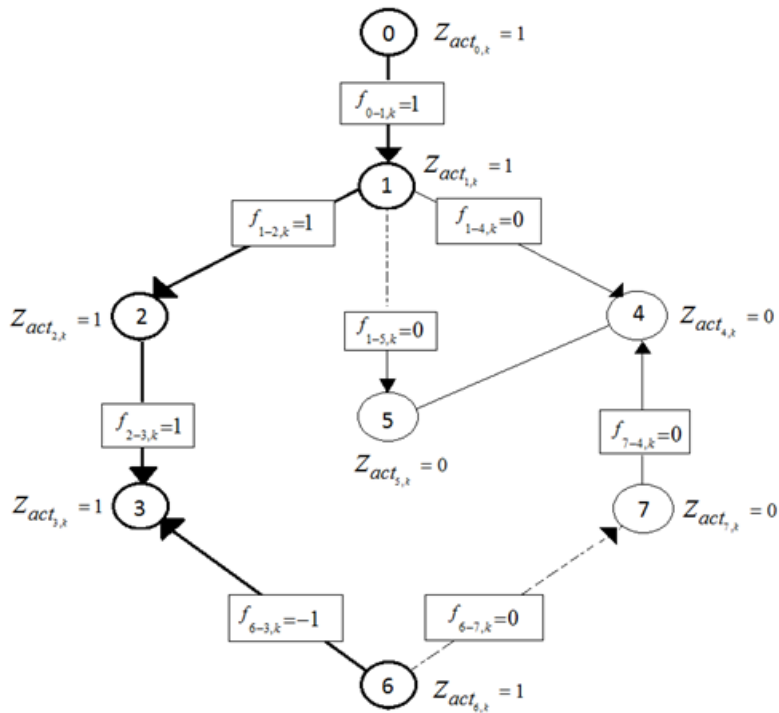 0 Z_{act_{0,k}} = 1
f_{0-1,k}=1
1 Z_{act_{1,k}} = 1
f_{1-2,k}=1
f_{1-4,k}=0
Z_{act_{2,k}} = 1 2
f_{1-5,k}=0
4 Z_{act_{4,k}} = 0
5
f_{2-3,k}=1
f_{7-4,k}=0
Z_{act_{5,k}} = 0
Z_{act_{3,k}} = 1 3
7 Z_{act_{7,k}} = 0
f_{6-3,k}=-1
f_{6-7,k}=0
6 Z_{act_{6,k}} = 1